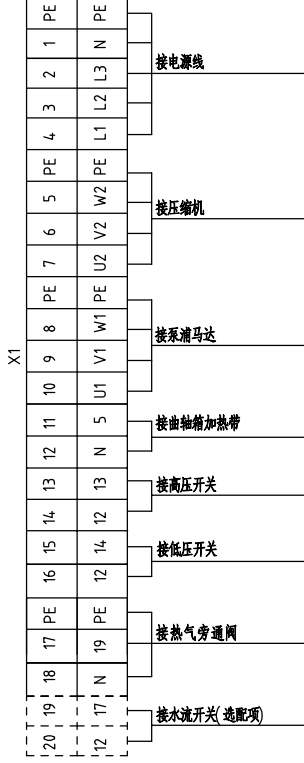 X1
PE PE
1 N
2 L3
3 L2
4 L1
接电源线
PE PE
5 W2
6 V2
7 U2
接压缩机
PE PE
8 W1
9 V1
10 U1
接泵浦马达
11 5
12 N
接曲轴箱加热带
13 13
14 12
接高压开关
15 14
16 12
接低压开关
PE PE
17 19
18 N
接热气旁通阀
19 17
20 12
接水流开关(选配项)